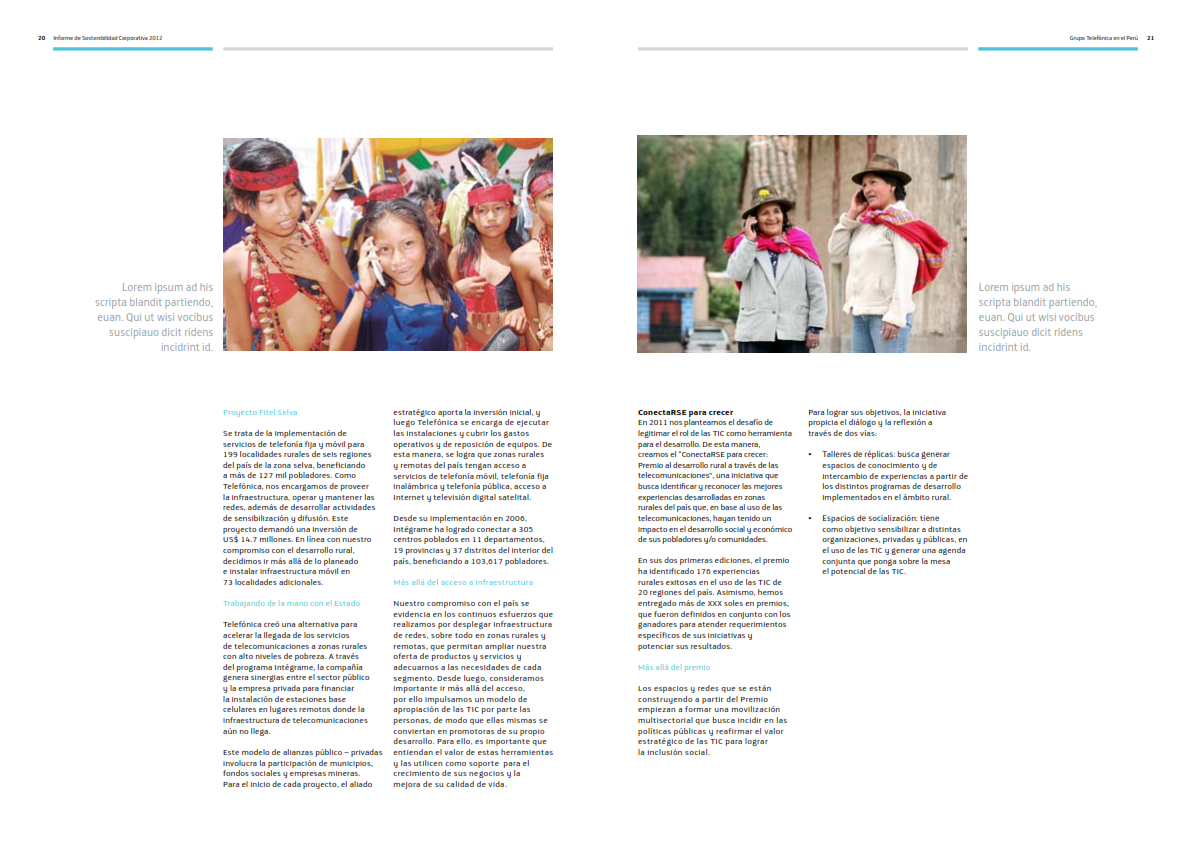 20 Informe de Sostenibilidad Corporativa 2012
Lorem ipsum ad his
scripta blandit partiendo,
euan. Qui ut wisi vocibus
suscipiauo dicit ridens
incidrint id.
Proyecto Fitel Selva
Se trata de la implementación de
servicios de telefonía fija y móvil para
199 localidades rurales de seis regiones
del país de la zona selva, beneficiando
a más de 127 mil pobladores. Como
Telefónica, nos encargamos de proveer
la infraestructura, operar y mantener las
redes, además de desarrollar actividades
de sensibilización y difusión. Este
proyecto demandó una inversión de
US$ 14.7 millones. En línea con nuestro
compromiso con el desarrollo rural,
decidimos ir más allá de lo planeado
e instalar infraestructura móvil en
73 localidades adicionales.
Trabajando de la mano con el Estado
Telefónica creó una alternativa para
acelerar la llegada de los servicios
de telecomunicaciones a zonas rurales
con alto niveles de pobreza. A través
del programa Intégrame, la compañía
genera sinergias entre el sector público
y la empresa privada para financiar
la instalación de estaciones base
celulares en lugares remotos donde la
infraestructura de telecomunicaciones
aún no llega.
Este modelo de alianzas público – privadas
involucra la participación de municipios,
fondos sociales y empresas mineras.
Para el inicio de cada proyecto, el aliado
estratégico aporta la inversión inicial, y
luego Telefónica se encarga de ejecutar
las instalaciones y cubrir los gastos
operativos y de reposición de equipos. De
esta manera, se logra que zonas rurales
y remotas del país tengan acceso a
servicios de telefonía móvil, telefonía fija
inalámbrica y telefonía pública, acceso a
Internet y televisión digital satelital.
Desde su implementación en 2006,
Intégrame ha logrado conectar a 305
centros poblados en 11 departamentos,
19 provincias y 37 distritos del interior del
país, beneficiando a 103,617 pobladores.
Más allá del acceso a infraestructura
Nuestro compromiso con el país se
evidencia en los continuos esfuerzos que
realizamos por desplegar infraestructura
de redes, sobre todo en zonas rurales y
remotas, que permitan ampliar nuestra
oferta de productos y servicios y
adecuarnos a las necesidades de cada
segmento. Desde luego, consideramos
importante ir más allá del acceso,
por ello impulsamos un modelo de
apropiación de las TIC por parte las
personas, de modo que ellas mismas se
conviertan en promotoras de su propio
desarrollo. Para ello, es importante que
entiendan el valor de estas herramientas
y las utilicen como soporte para el
crecimiento de sus negocios y la
mejora de su calidad de vida.
Grupo Telefónica en el Perú 21
Lorem ipsum ad his
scripta blandit partiendo,
euan. Qui ut wisi vocibus
suscipiauo dicit ridens
incidrint id.
ConectaRSE para crecer
En 2011 nos planteamos el desafío de
legitimar el rol de las TIC como herramienta
para el desarrollo. De esta manera,
creamos el "ConectaRSE para crecer:
Premio al desarrollo rural a través de las
telecomunicaciones", una iniciativa que
busca identificar y reconocer las mejores
experiencias desarrolladas en zonas
rurales del país que, en base al uso de las
telecomunicaciones, hayan tenido un
impacto en el desarrollo social y económico
de sus pobladores y/o comunidades.
En sus dos primeras ediciones, el premio
ha identificado 176 experiencias
rurales exitosas en el uso de las TIC de
20 regiones del país. Asimismo, hemos
entregado más de XXX soles en premios,
que fueron definidos en conjunto con los
ganadores para atender requerimientos
específicos de sus iniciativas y
potenciar sus resultados.
Más allá del premio
Los espacios y redes que se están
construyendo a partir del Premio
empiezan a formar una movilización
multisectorial que busca incidir en las
políticas públicas y reafirmar el valor
estratégico de las TIC para lograr
la inclusión social.
Para lograr sus objetivos, la iniciativa
propicia el diálogo y la reflexión a
través de dos vías:
• Talleres de réplicas: busca generar
espacios de conocimiento y de
intercambio de experiencias a partir de
los distintos programas de desarrollo
implementados en el ámbito rural.
• Espacios de socialización: tiene
como objetivo sensibilizar a distintas
organizaciones, privadas y públicas, en
el uso de las TIC y generar una agenda
conjunta que ponga sobre la mesa
el potencial de las TIC.